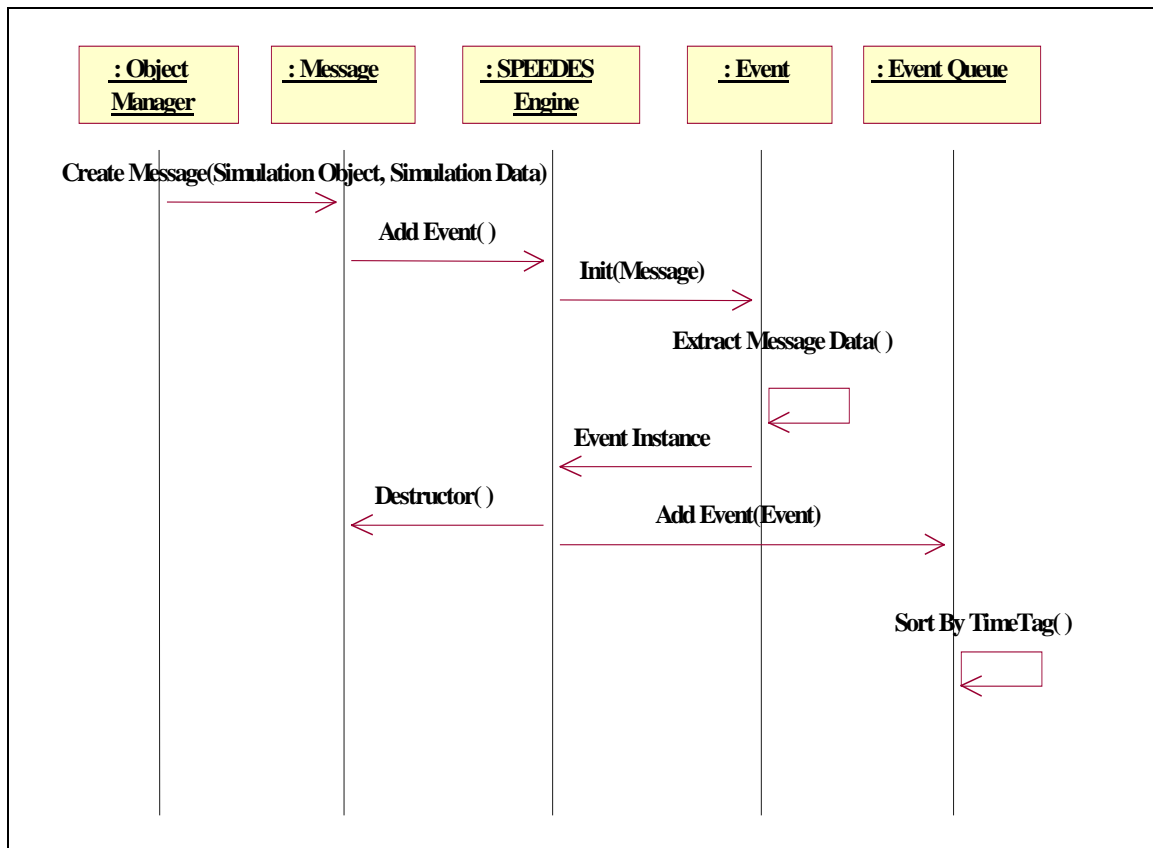 : Object
Manager
: Message
: SPEEDES
Engine
: Event
: Event Queue
Create Message(Simulation Object, Simulation Data)
Add Event( )
Init(Message)
Extract Message Data( )
Event Instance
Destructor( )
Add Event(Event)
Sort By TimeTag( )